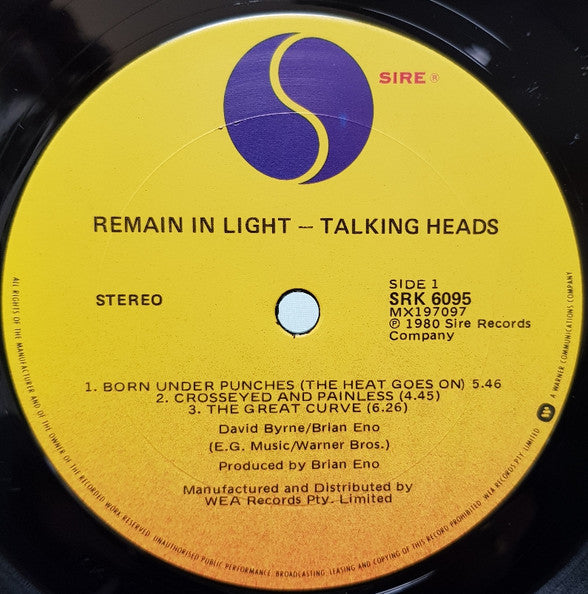 SIRE ®
REMAIN IN LIGHT – TALKING HEADS
STEREO
SIDE 1
SRK 6095
MX197097
℗ 1980 Sire Records
Company
1. BORN UNDER PUNCHES (THE HEAT GOES ON) 5.46
2. CROSSEYED AND PAINLESS (4.45)
3. THE GREAT CURVE (6.26)
David Byrne/Brian Eno
(E.G. Music/Warner Bros.)
Produced by Brian Eno
Manufactured and Distributed by
WEA Records Pty. Limited
ALL RIGHTS OF THE MANUFACTURER AND OF THE OWNER OF THE RECORDED WORK RESERVED. UNAUTHORISED PUBLIC PERFORMANCE, BROADCASTING, LEASING AND COPYING OF THIS RECORD PROHIBITED. WEA RECORDS PTY. LIMITED
A WARNER COMMUNICATIONS COMPANY